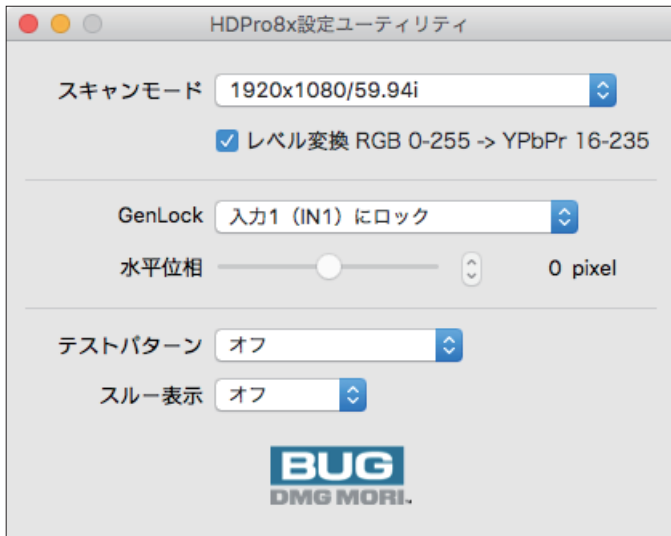 HDPro8x設定ユーティリティ
スキャンモード 1920x1080/59.94i
レベル変換 RGB 0-255 -> YPbPr 16-235
GenLock 入力1（IN1）にロック
水平位相 0 pixel
テストパターン オフ
スルー表示 オフ
BUG
DMG MORI™